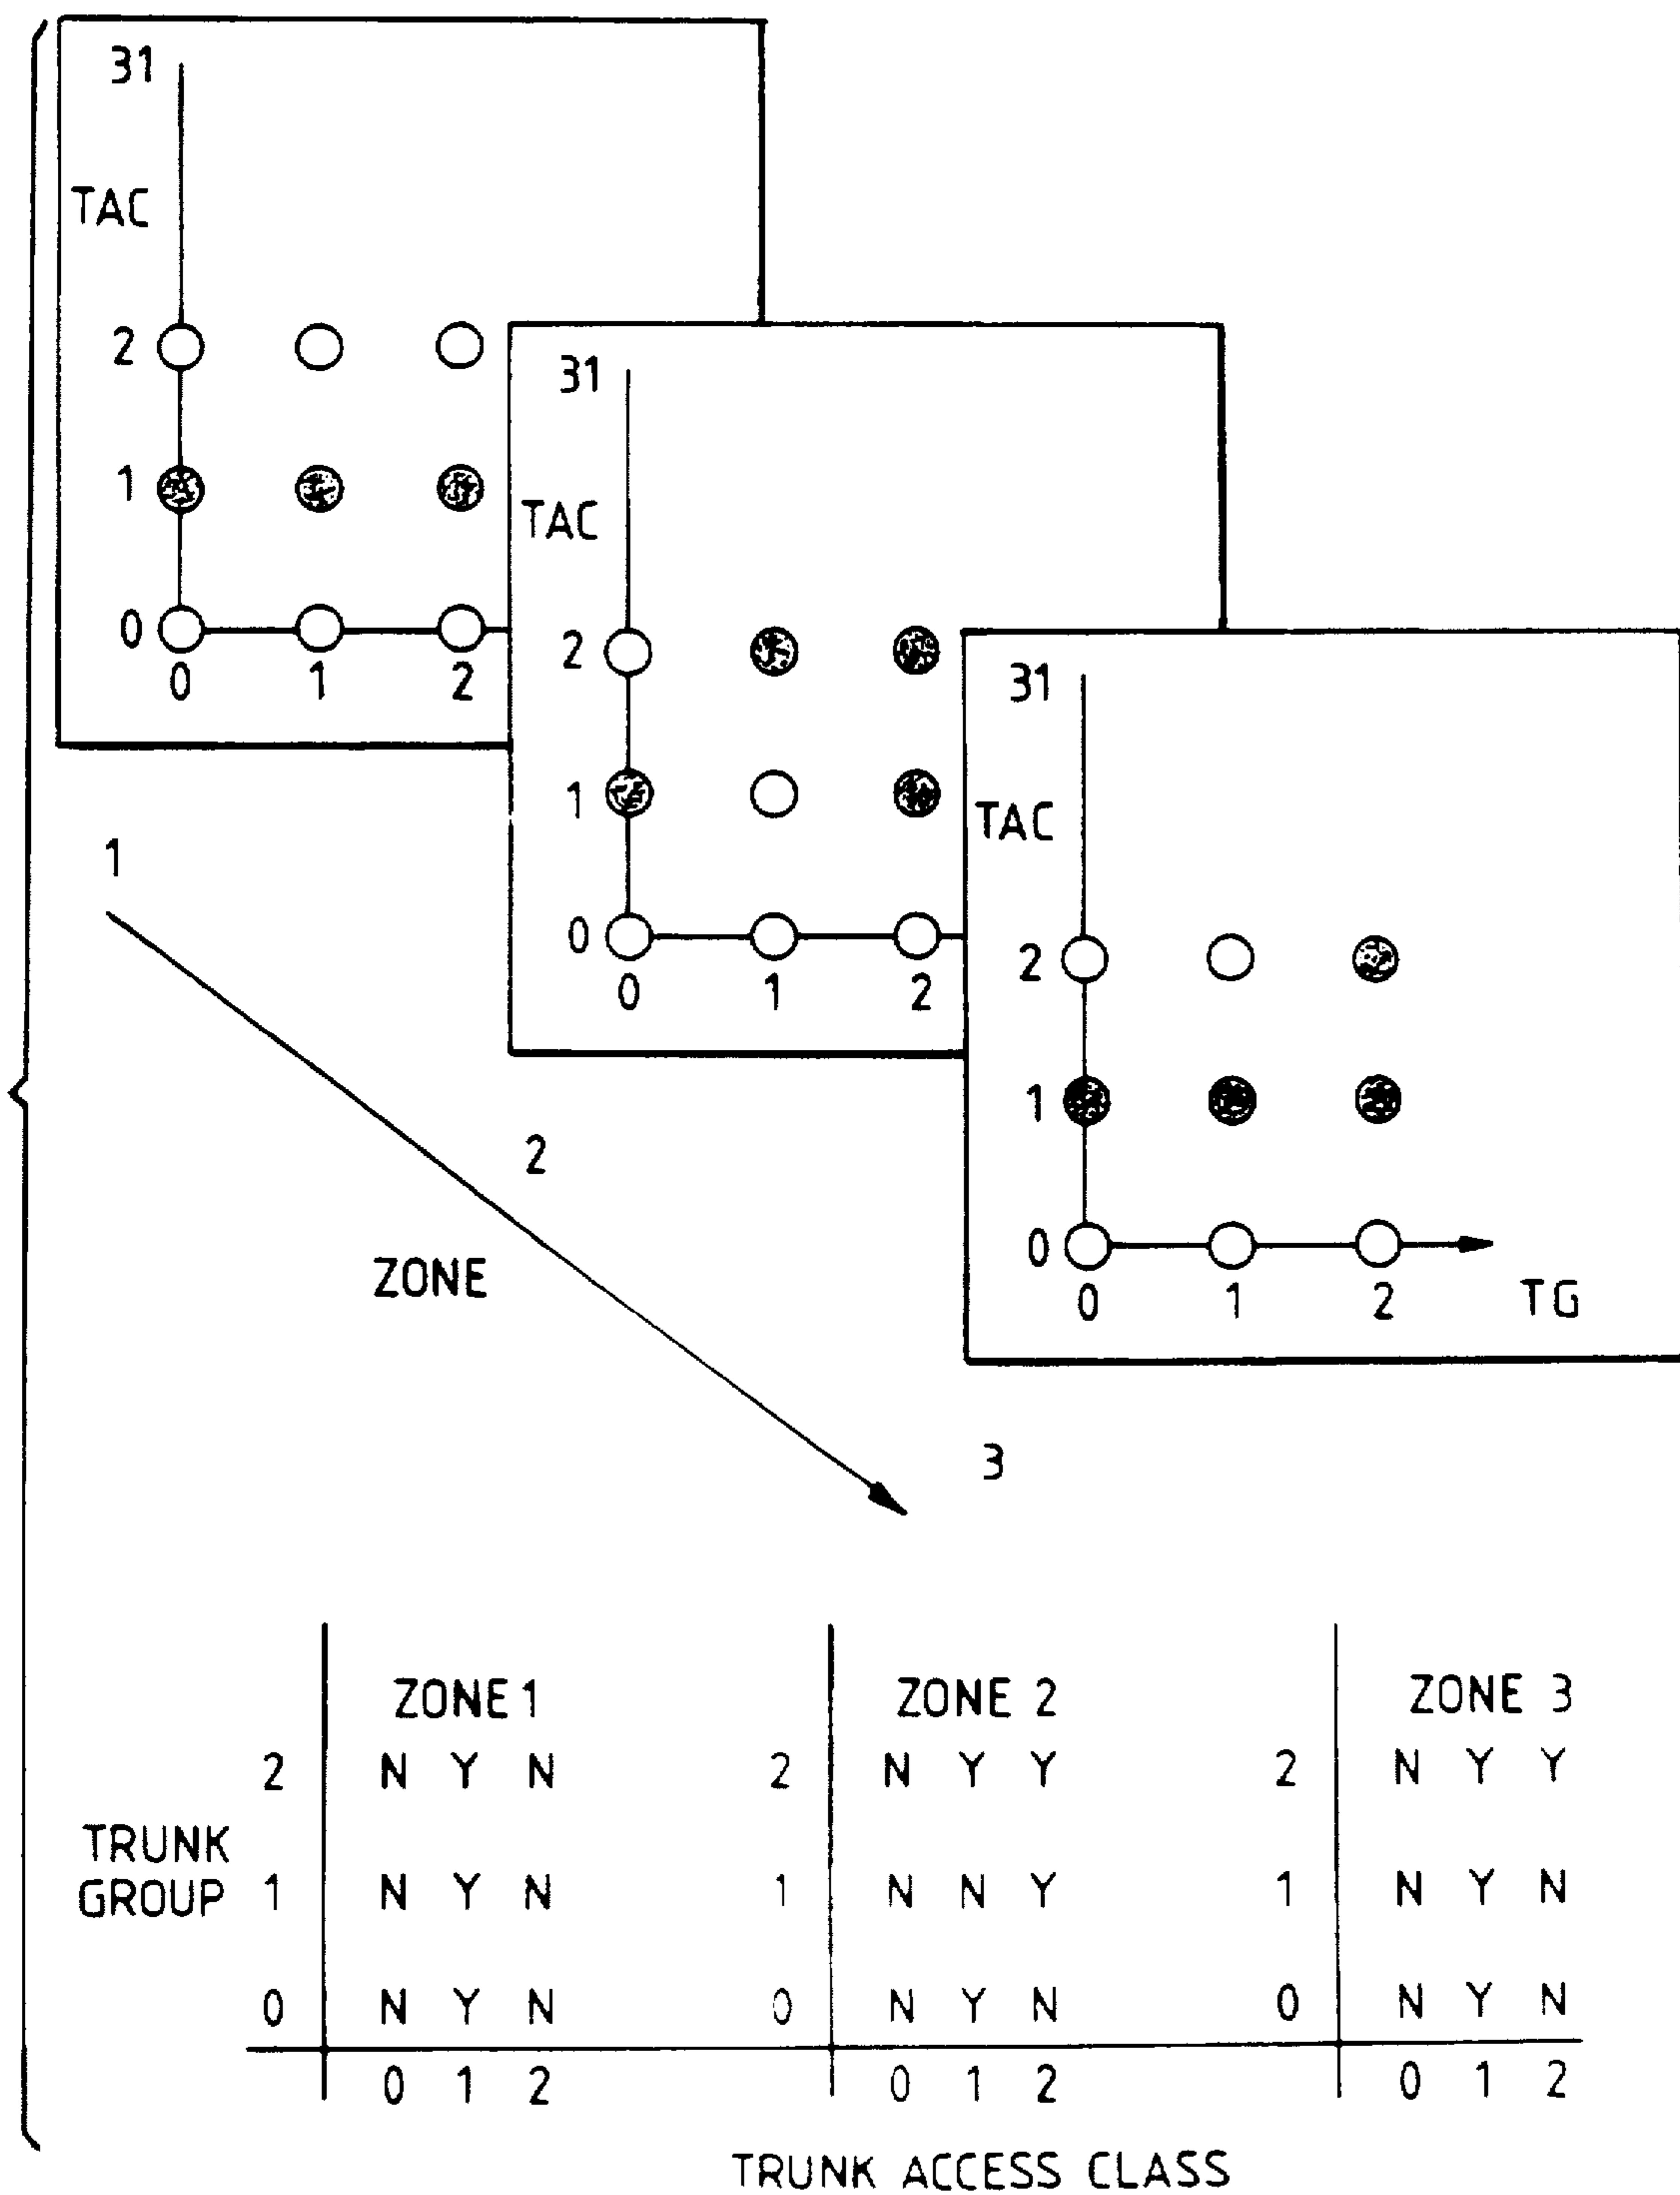 31
TAC
2
1
0
0 1 2
31
TAC
2
1
0
0 1 2
31
TAC
2
1
0
0 1 2 TG
1
2
ZONE
3
ZONE 1 ZONE 2 ZONE 3
2 N Y N 2 N Y Y 2 N Y Y
TRUNK
GROUP 1 N Y N 1 N N Y 1 N Y N
0 N Y N 0 N Y N 0 N Y N
0 1 2 0 1 2 0 1 2
TRUNK ACCESS CLASS